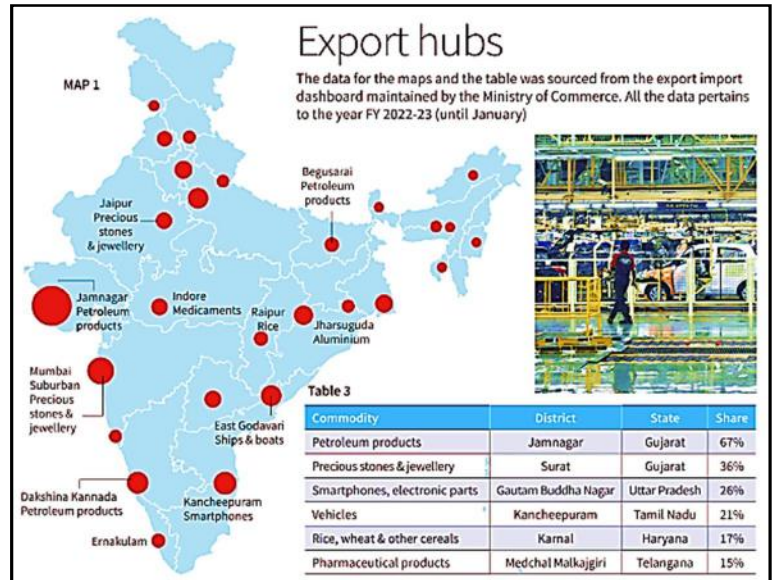 Export hubs
The data for the maps and the table was sourced from the export import
dashboard maintained by the Ministry of Commerce. All the data pertains
to the year FY 2022-23 (until January)
MAP 1
Begusarai
Petroleum
products
Jaipur
Precious
stones
& jewellery
Jamnagar
Petroleum
products
Indore
Medicaments
Raipur
Rice
Jharsuguda
Aluminium
Mumbai
Suburban
Precious
stones &
jewellery
East Godavari
Ships & boats
Dakshina Kannada
Petroleum products
Kancheepuram
Smartphones
Ernakulam
Table 3
Commodity District State Share
Petroleum products Jamnagar Gujarat 67%
Precious stones & jewellery Surat Gujarat 36%
Smartphones, electronic parts Gautam Buddha Nagar Uttar Pradesh 26%
Vehicles Kancheepuram Tamil Nadu 21%
Rice, wheat & other cereals Karnal Haryana 17%
Pharmaceutical products Medchal Malkajgiri Telangana 15%